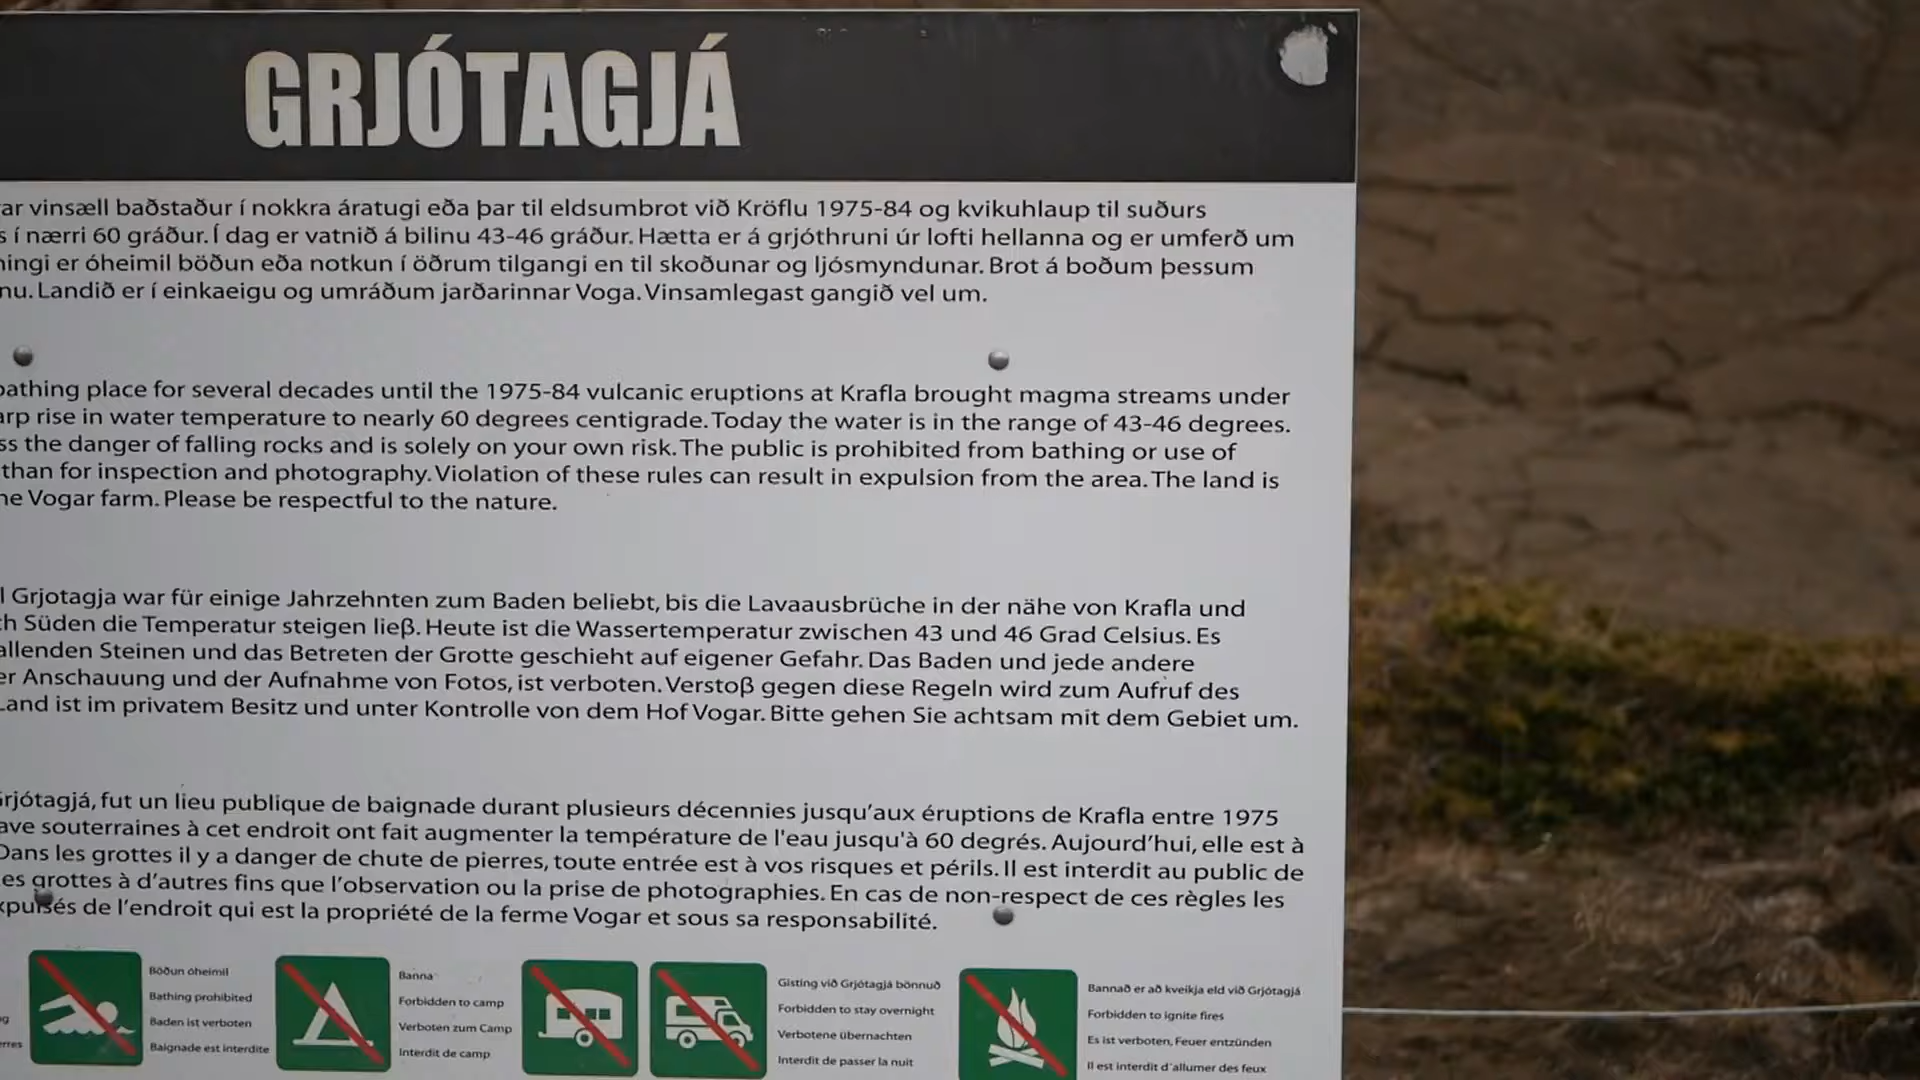 GRJÓTAGJÁ
ar vinsæll baðstaður í nokkra áratugi eða þar til eldsumbrot við Kröflu 1975-84 og kvikuhlaup til suðurs
s í nærri 60 gráður. Í dag er vatnið á bilinu 43-46 gráður. Hætta er á grjóthruni úr lofti hellanna og er umferð um
ningi er óheimil böðun eða notkun í öðrum tilgangi en til skoðunar og ljósmyndunar. Brot á boðum þessum
nu. Landið er í einkaeigu og umráðum jarðarinnar Voga. Vinsamlegast gangið vel um.
bathing place for several decades until the 1975-84 vulcanic eruptions at Krafla brought magma streams under
arp rise in water temperature to nearly 60 degrees centigrade. Today the water is in the range of 43-46 degrees.
ss the danger of falling rocks and is solely on your own risk. The public is prohibited from bathing or use of
than for inspection and photography. Violation of these rules can result in expulsion from the area. The land is
he Vogar farm. Please be respectful to the nature.
l Grjotagja war für einige Jahrzehnten zum Baden beliebt, bis die Lavaausbrüche in der nähe von Krafla und
ch Süden die Temperatur steigen ließ. Heute ist die Wassertemperatur zwischen 43 und 46 Grad Celsius. Es
allenden Steinen und das Betreten der Grotte geschieht auf eigener Gefahr. Das Baden und jede andere
er Anschauung und der Aufnahme von Fotos, ist verboten. Verstoß gegen diese Regeln wird zum Aufruf des
Land ist im privatem Besitz und unter Kontrolle von dem Hof Vogar. Bitte gehen Sie achtsam mit dem Gebiet um.
Grjótagjá, fut un lieu publique de baignade durant plusieurs décennies jusqu'aux éruptions de Krafla entre 1975
ave souterraines à cet endroit ont fait augmenter la température de l'eau jusqu'à 60 degrés. Aujourd'hui, elle est à
Dans les grottes il y a danger de chute de pierres, toute entrée est à vos risques et périls. Il est interdit au public de
es grottes à d'autres fins que l'observation ou la prise de photographies. En cas de non-respect de ces règles les
xpulsés de l'endroit qui est la propriété de la ferme Vogar et sous sa responsabilité.
Böðun óheimil
Bathing prohibited
Baden ist verboten
Baignade est interdite
Banna
Forbidden to camp
Verboten zum Camp
Interdit de camp
Gisting við Grjótagjá bönnuð
Forbidden to stay overnight
Verbotene übernachten
Interdit de passer la nuit
Bannað er að kveikja eld við Grjótagjá
Forbidden to ignite fires
Es ist verboten, Feuer entzünden
Il est interdit d´allumer des feux